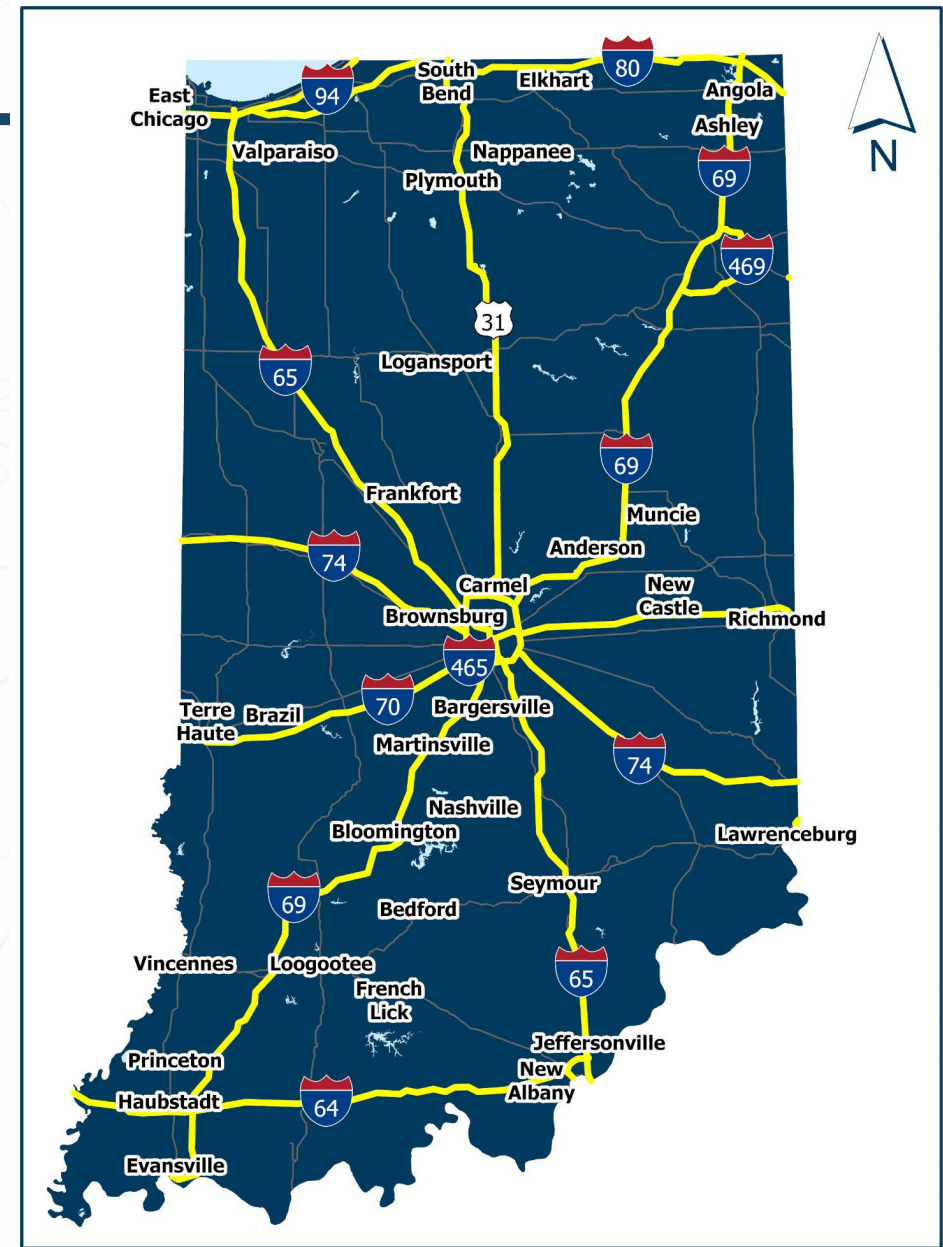 South
Bend
Elkhart
80
94
East
Chicago
Angola
Ashley
N
Valparaiso
Nappanee
Plymouth
69
469
31
Logansport
65
69
Frankfort
Muncie
Anderson
74
Carmel
New
Castle
Brownsburg
Richmond
465
70
Bargersville
Terre
Haute
Brazil
Martinsville
74
Nashville
Bloomington
Lawrenceburg
Seymour
69
Bedford
Vincennes
Loogootee
65
French
Lick
Jeffersonville
Princeton
New
Albany
Haubstadt
64
Evansville